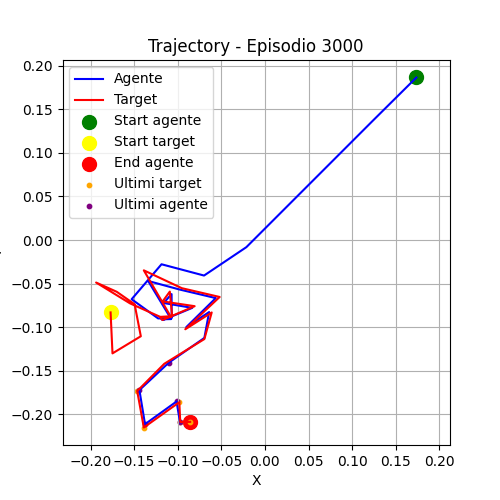 Trajectory - Episodio 3000
Agente
Target
Start agente
Start target
End agente
Ultimi target
Ultimi agente
0.20
0.15
0.10
0.05
0.00
−0.05
−0.10
−0.15
−0.20
−0.20 −0.15 −0.10 −0.05 0.00 0.05 0.10 0.15 0.20
X